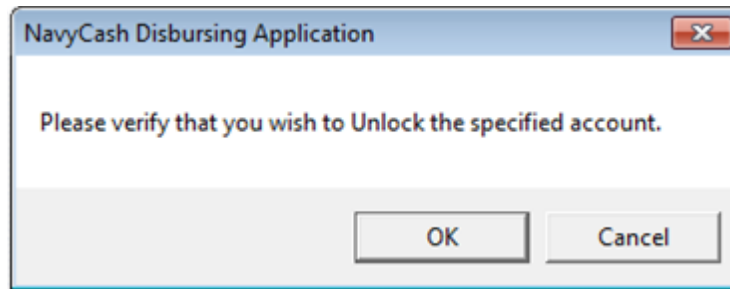 NavyCash Disbursing Application
Please verify that you wish to Unlock the specified account.
OK Cancel